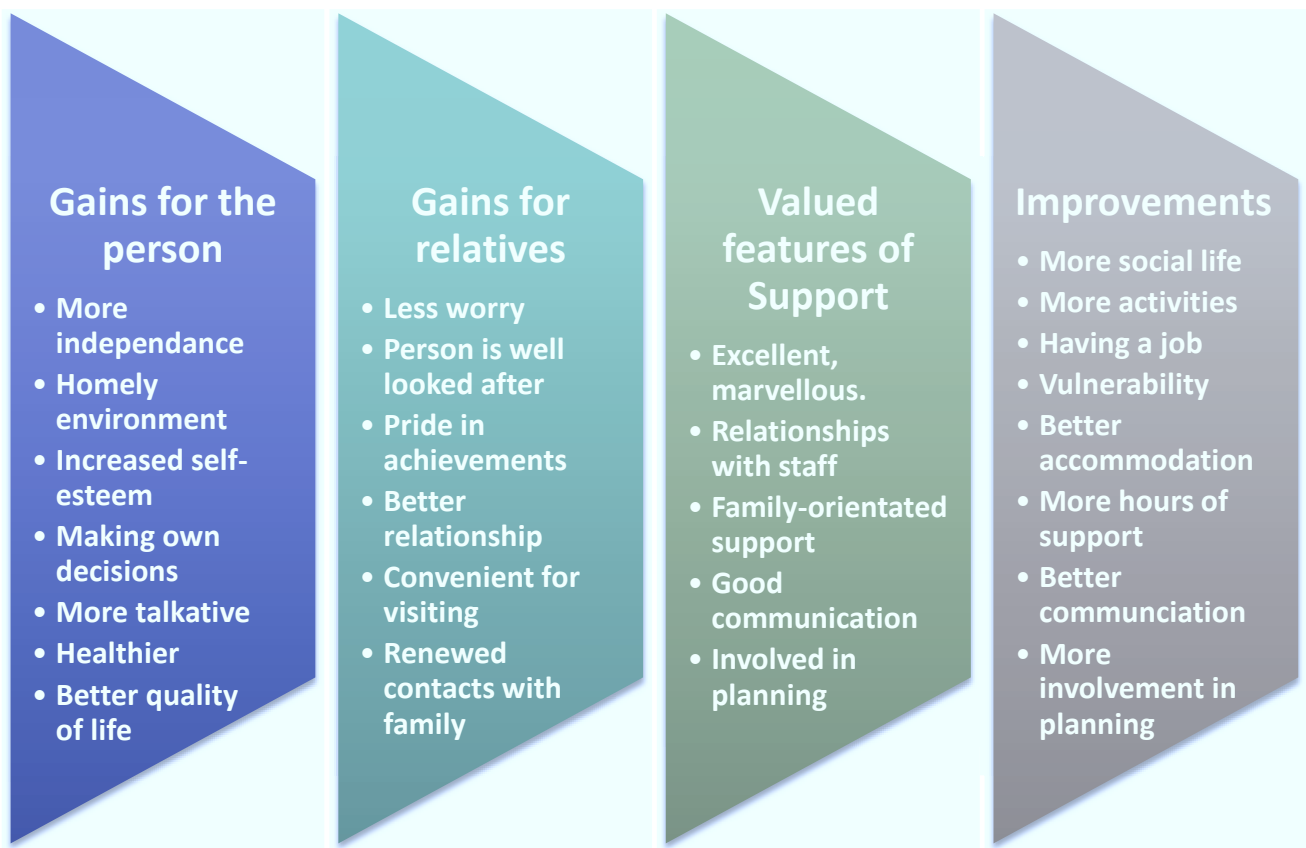 Gains for the
person
• More
independance
• Homely
environment
• Increased self-
esteem
• Making own
decisions
• More talkative
• Healthier
• Better quality
of life
Gains for
relatives
• Less worry
• Person is well
looked after
• Pride in
achievements
• Better
relationship
• Convenient for
visiting
• Renewed
contacts with
family
Valued
features of
Support
• Excellent,
marvellous.
• Relationships
with staff
• Family-orientated
support
• Good
communication
• Involved in
planning
Improvements
• More social life
• More activities
• Having a job
• Vulnerability
• Better
accommodation
• More hours of
support
• Better
communciation
• More
involvement in
planning